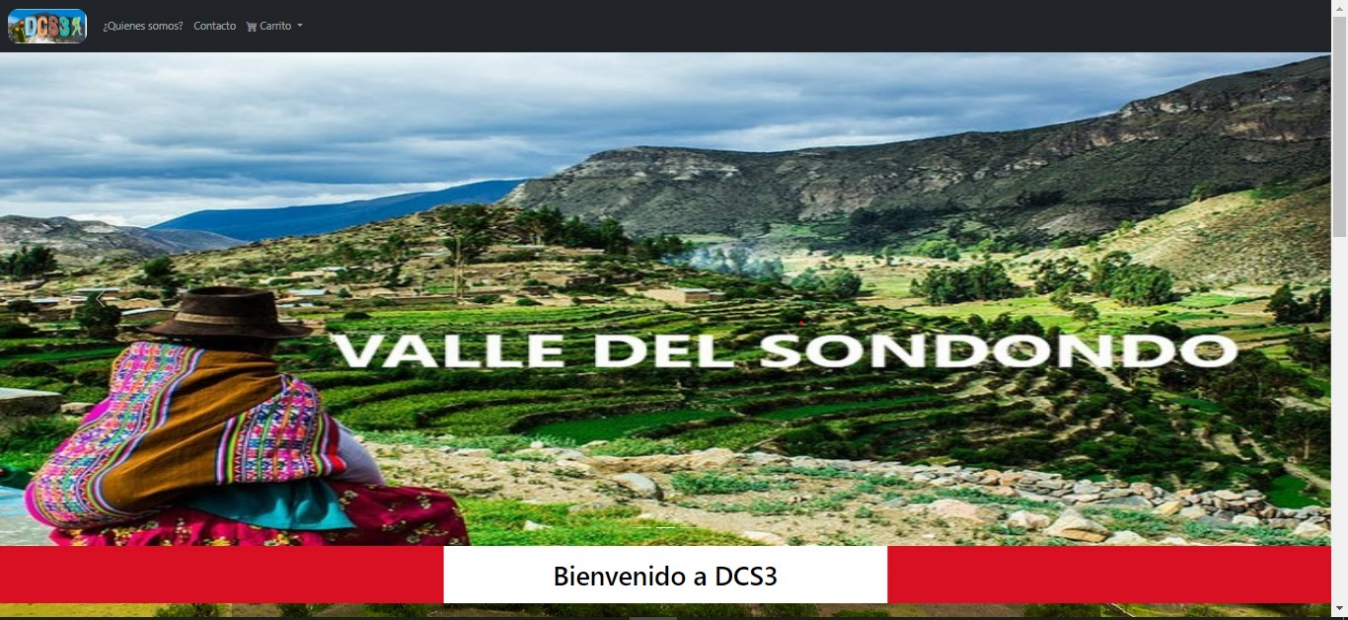 DCS3
¿Quienes somos?
Contacto
Carrito
VALLE DEL SONDONDO
Bienvenido a DCS3